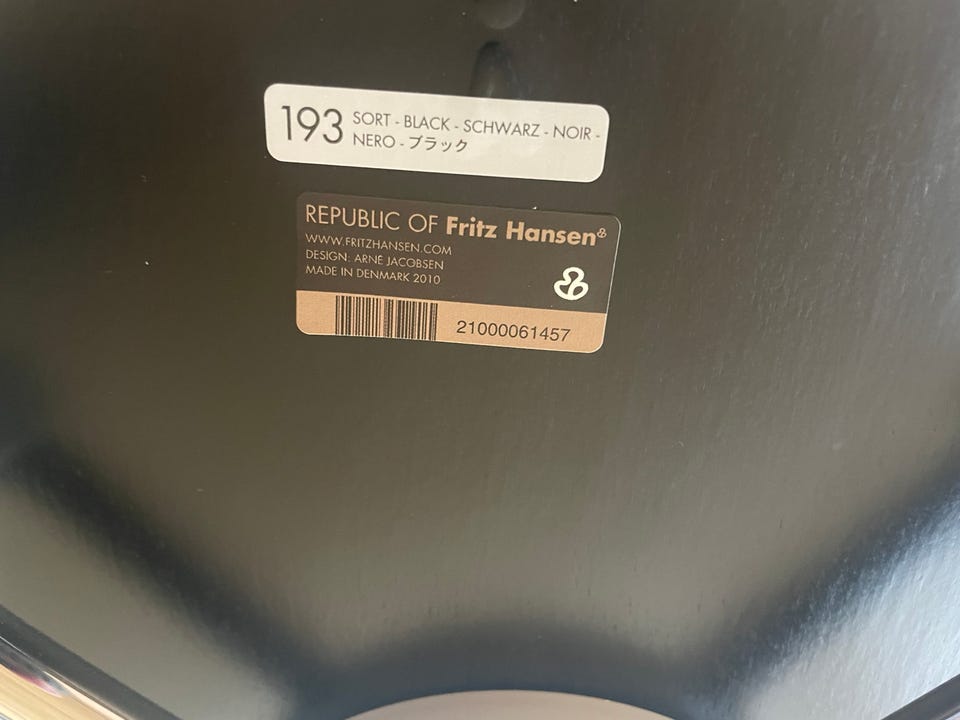 193 SORT - BLACK - SCHWARZ - NOIR -
NERO - ブラック
REPUBLIC OF Fritz Hansen
WWW.FRITZHANSEN.COM
DESIGN: ARNE JACOBSEN
MADE IN DENMARK 2010
21000061457